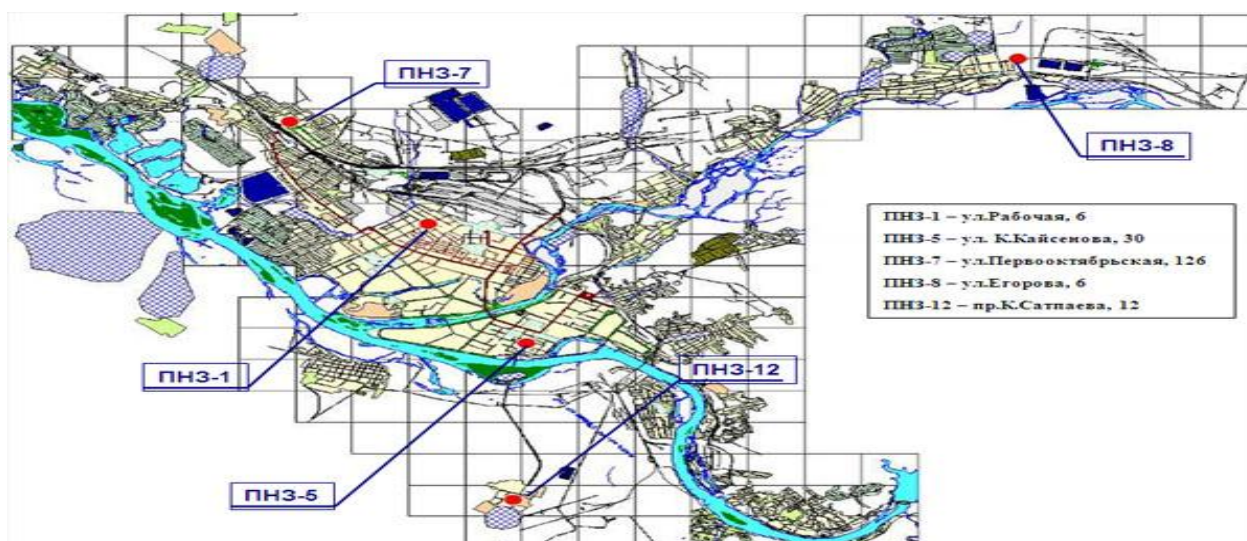 ПНЗ-7
ПНЗ-8
ПНЗ-1 – ул.Рабочая, 6
ПНЗ-5 – ул. К.Кайсенова, 30
ПНЗ-7 – ул.Первооктябрьская, 126
ПНЗ-8 – ул.Егорова, 6
ПНЗ-12 – пр.К.Сатпаева, 12
ПНЗ-1
ПНЗ-12
ПНЗ-5